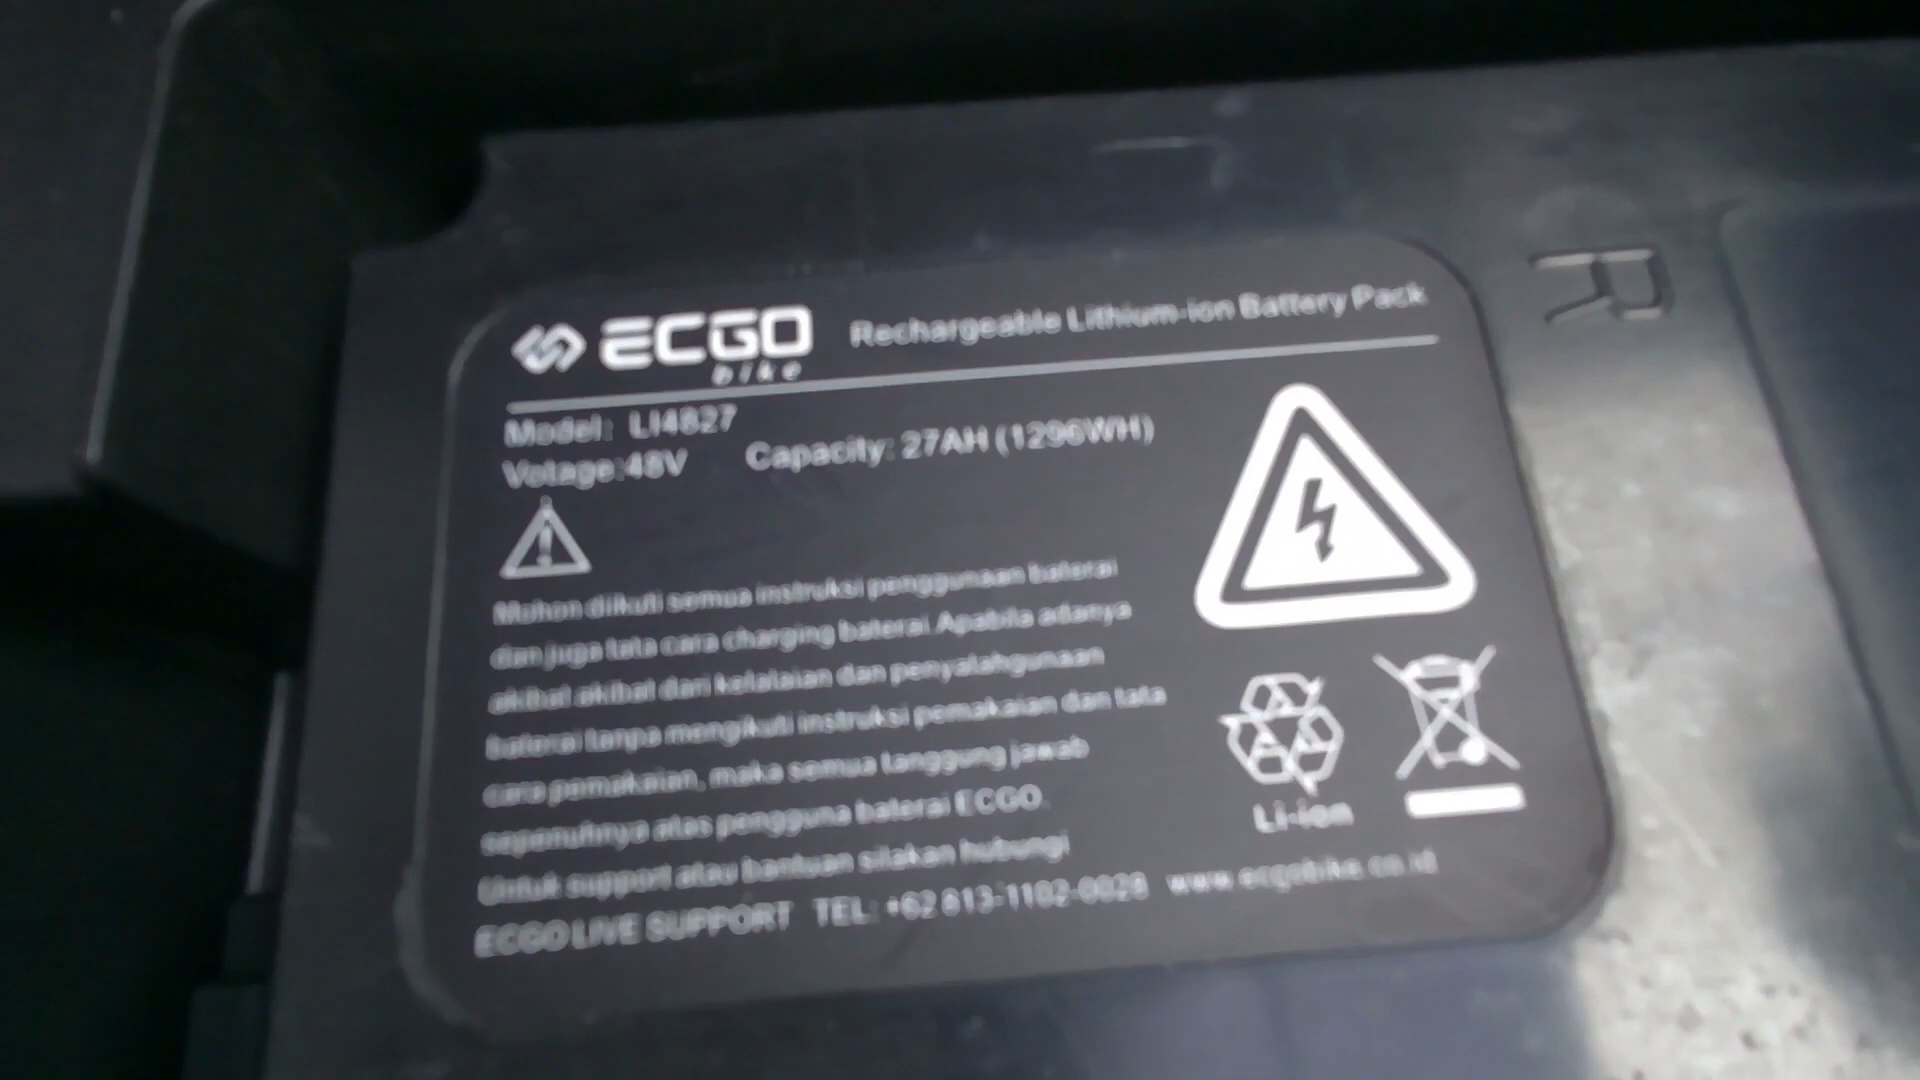 ECGO
bike
Rechargeable Lithium-ion Battery Pack
Model: LI4827
Votage:48V Capacity: 27AH (1296WH)
Mohon diikuti semua instruksi penggunaan baterai
dan juga tata cara charging baterai. Apabila adanya
akibat akibat dari kelalaian dan penyalahgunaan
baterai tanpa mengikuti instruksi pemakaian dan tata
cara pemakaian, maka semua tanggung jawab
sepenuhnya atas pengguna baterai ECGO.
Untuk support atau bantuan silakan hubungi
ECGO LIVE SUPPORT TEL: +62 813-1102-0028 www.ecgobike.co.id
Li-ion
R